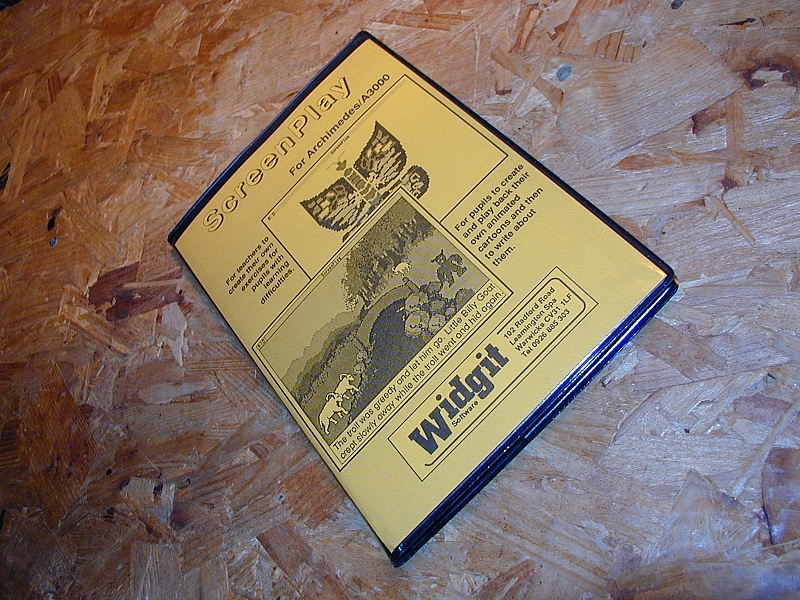 ScreenPlay
For Archimedes/A3000
For teachers to
create their own
exercises for
pupils with
learning
difficulties.
For pupils to create
and play back their
own animated
cartoons and then
to write about
them.
The troll was greedy and let him go. Little Billy Goat
crept slowly away while the troll went and hid again.
Widgit
Software
102 Radford Road
Leamington Spa
Warwicks CV31 1LF
Tel 0926 885 303